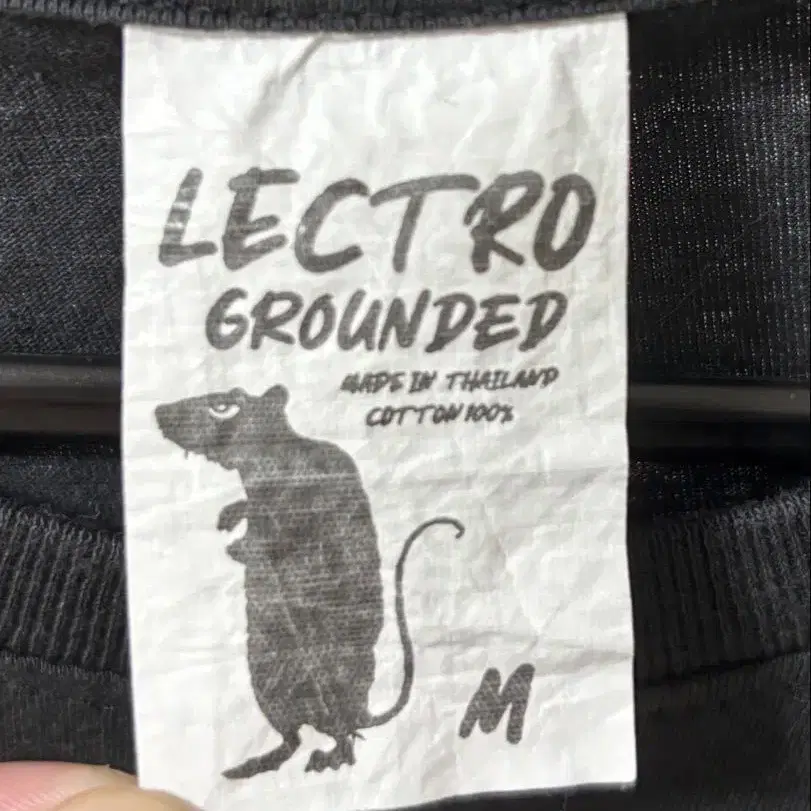 LECTRO
GROUNDED
MADE IN THAILAND
COTTON 100%
M